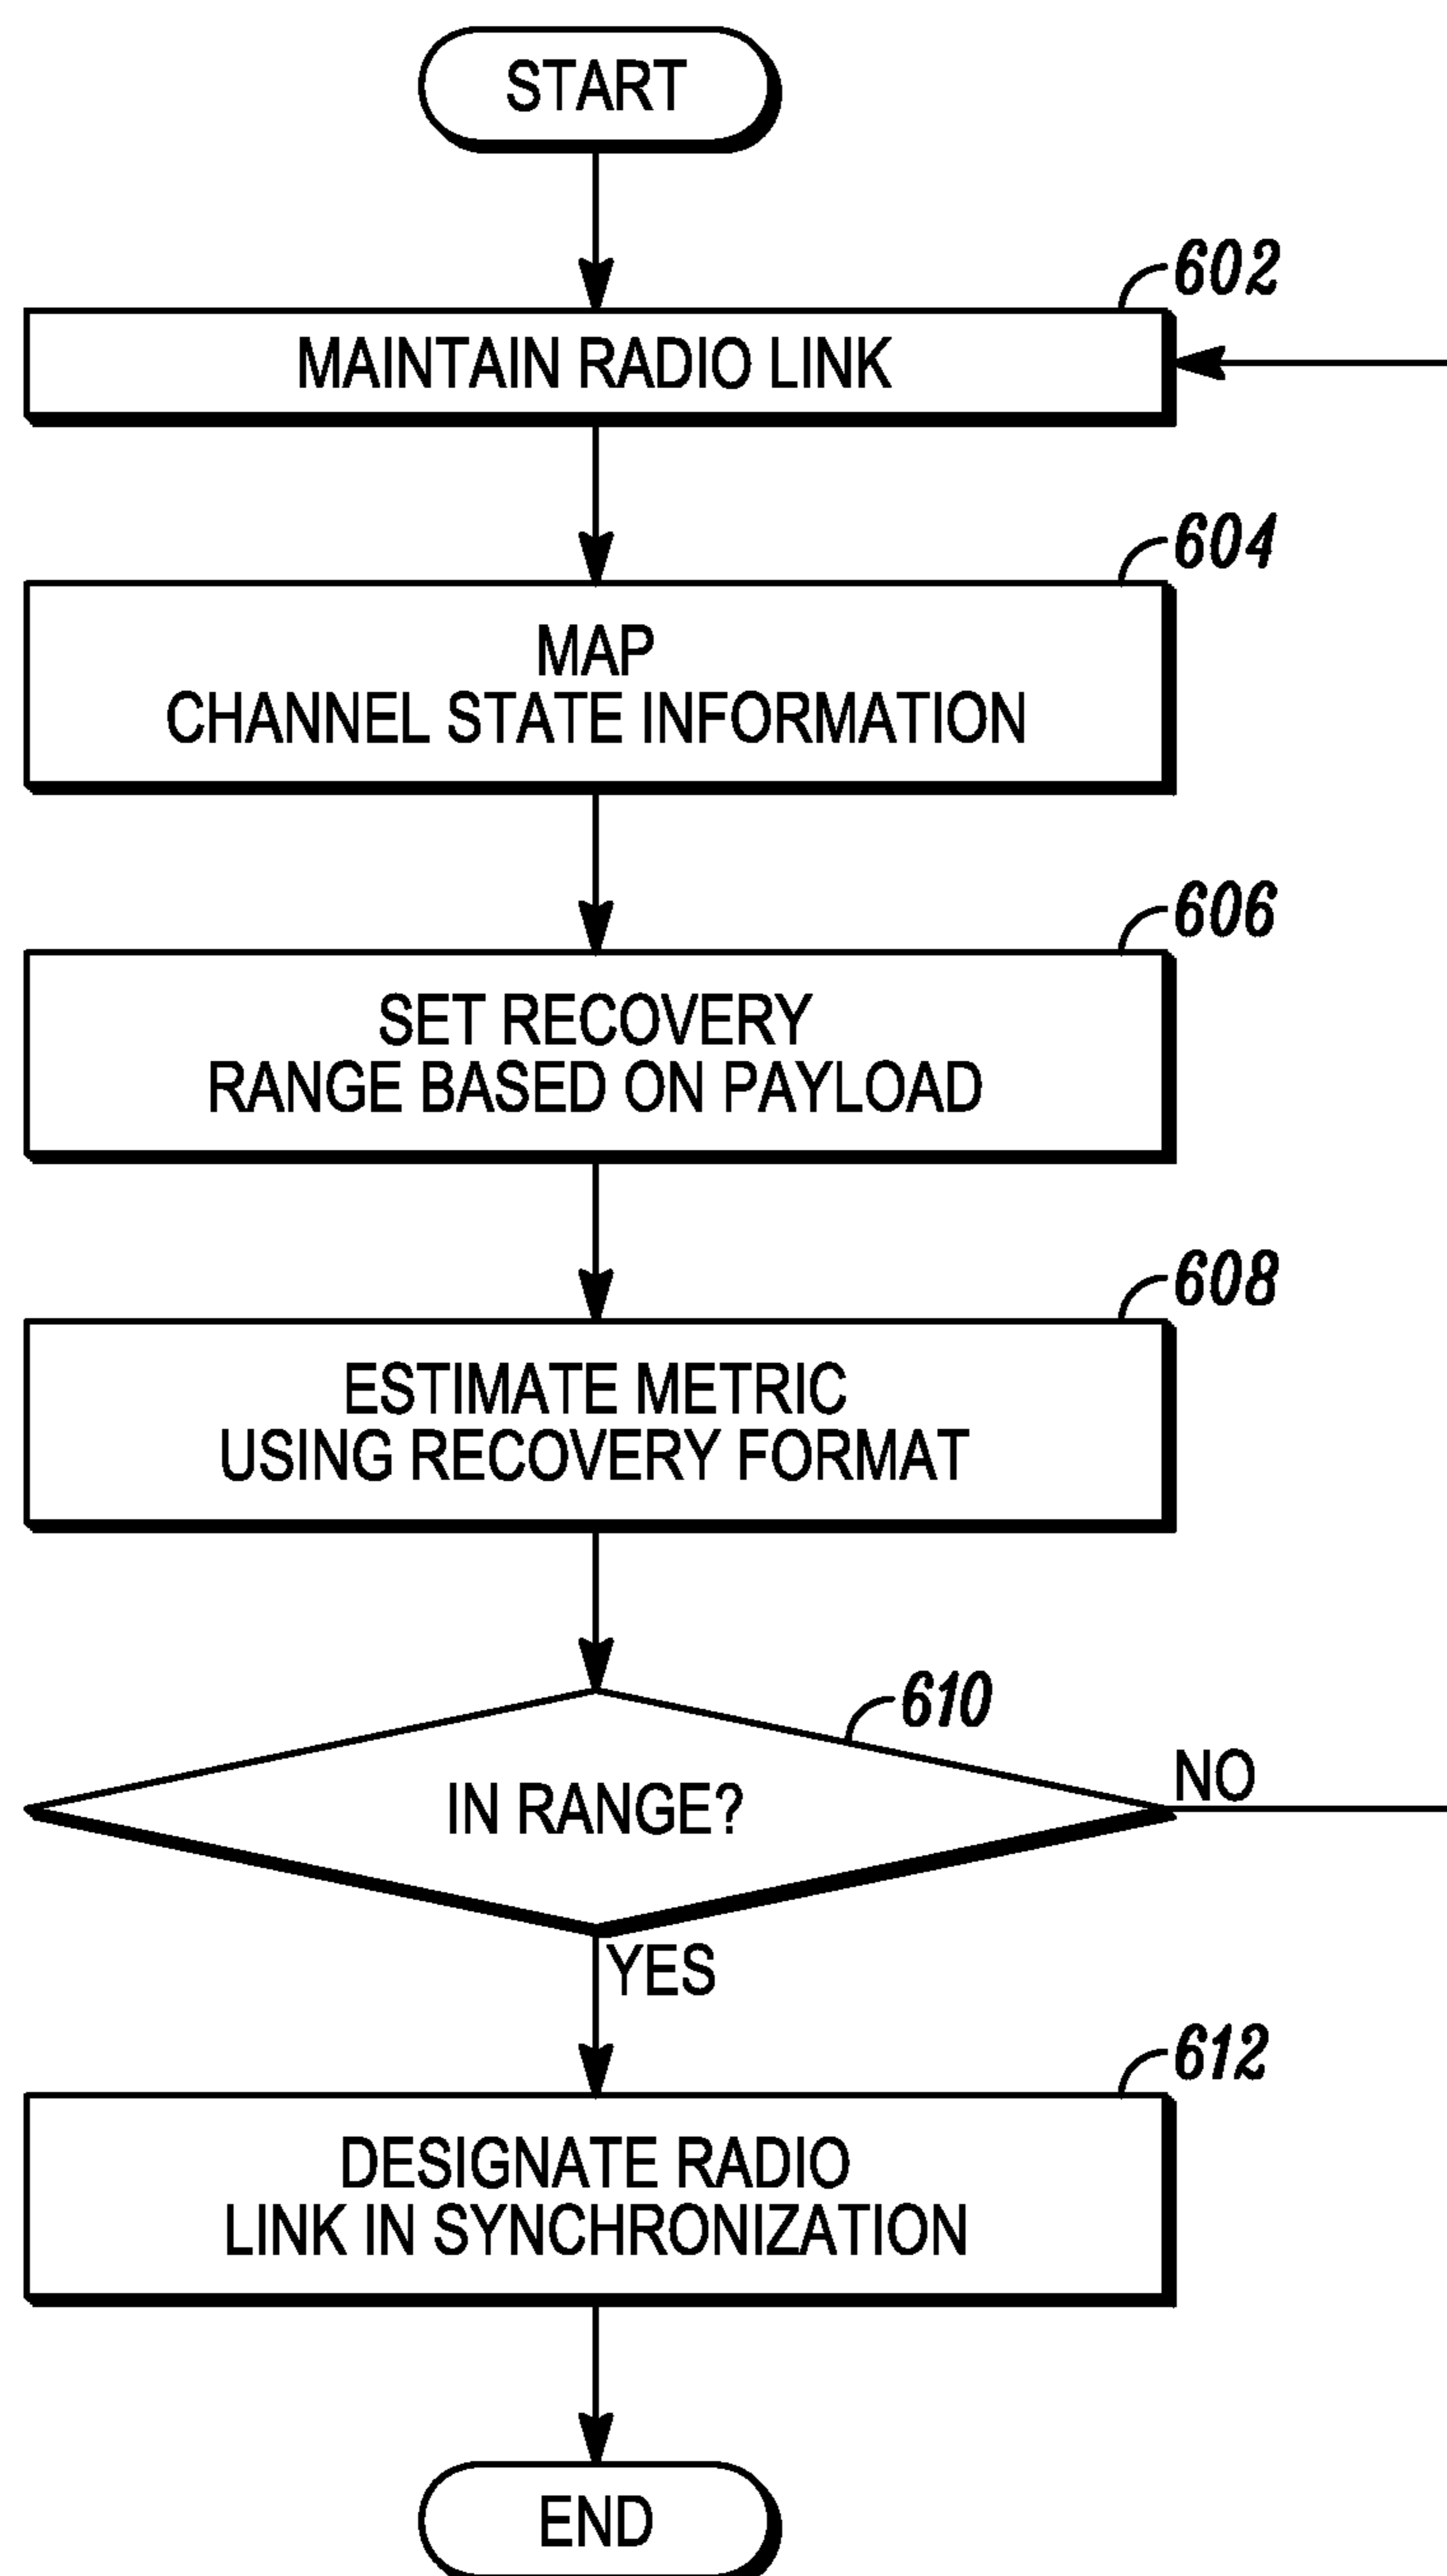 START
602
MAINTAIN RADIO LINK
604
MAP
CHANNEL STATE INFORMATION
606
SET RECOVERY
RANGE BASED ON PAYLOAD
608
ESTIMATE METRIC
USING RECOVERY FORMAT
610
IN RANGE?
NO
YES
612
DESIGNATE RADIO
LINK IN SYNCHRONIZATION
END